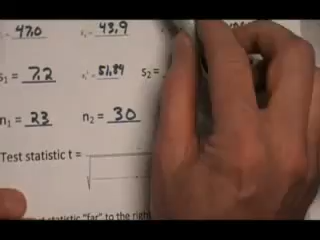 = 47.0 = 43.9
s₁ = 7.2 s₁² = 51.84 s₂ =
n₁ = 23 n₂ = 30
Test statistic t =
statistic "far" to the right